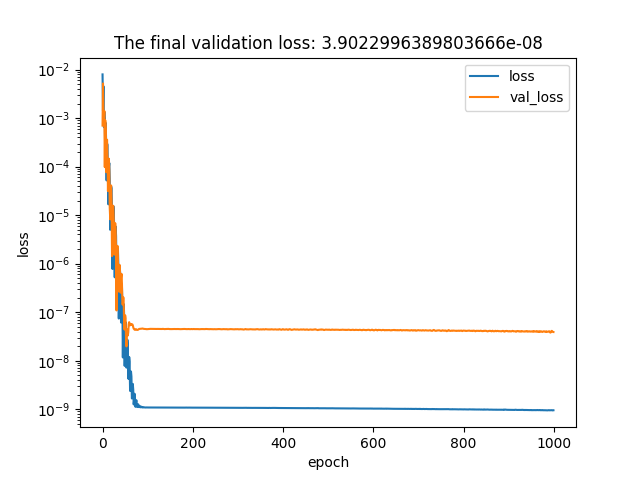 The final validation loss: 3.9022996389803666e-08
loss
val_loss
10⁻²
10⁻³
10⁻⁴
10⁻⁵
10⁻⁶
10⁻⁷
10⁻⁸
10⁻⁹
loss
0 200 400 600 800 1000
epoch